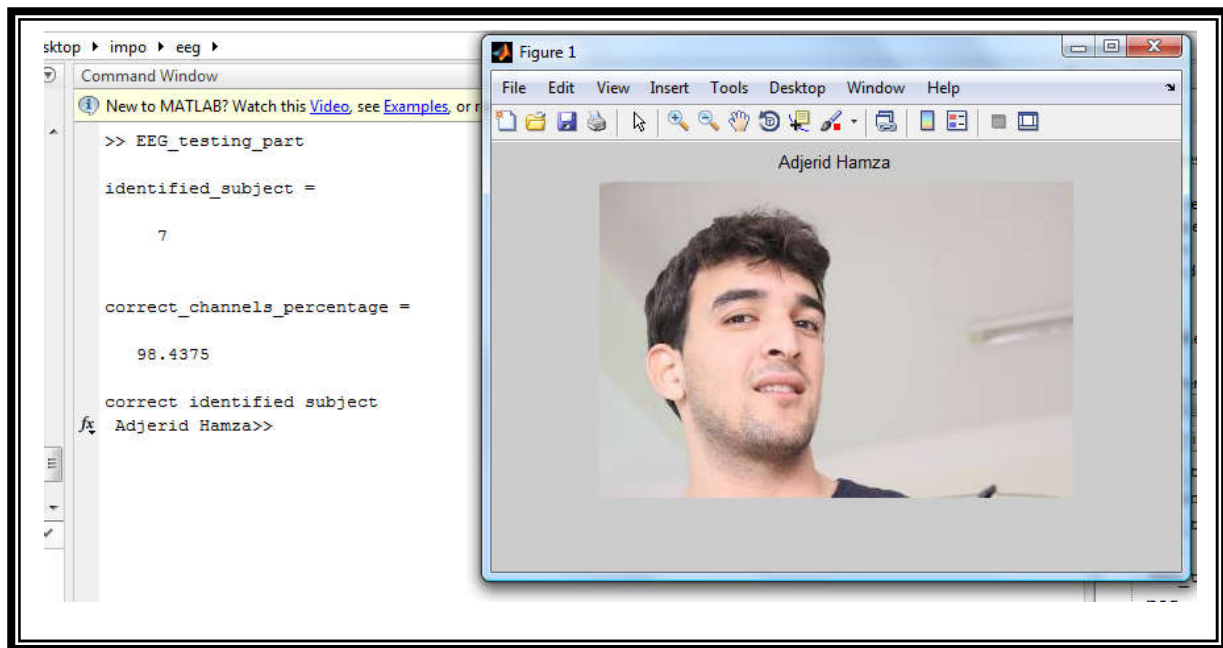 sktop ▸ impo ▸ eeg ▸
Command Window
New to MATLAB? Watch this Video, see Examples, or r
>> EEG_testing_part
identified_subject =
7
correct_channels_percentage =
98.4375
correct identified subject
fx Adjerid Hamza>>
Figure 1
File Edit View Insert Tools Desktop Window Help
Adjerid Hamza